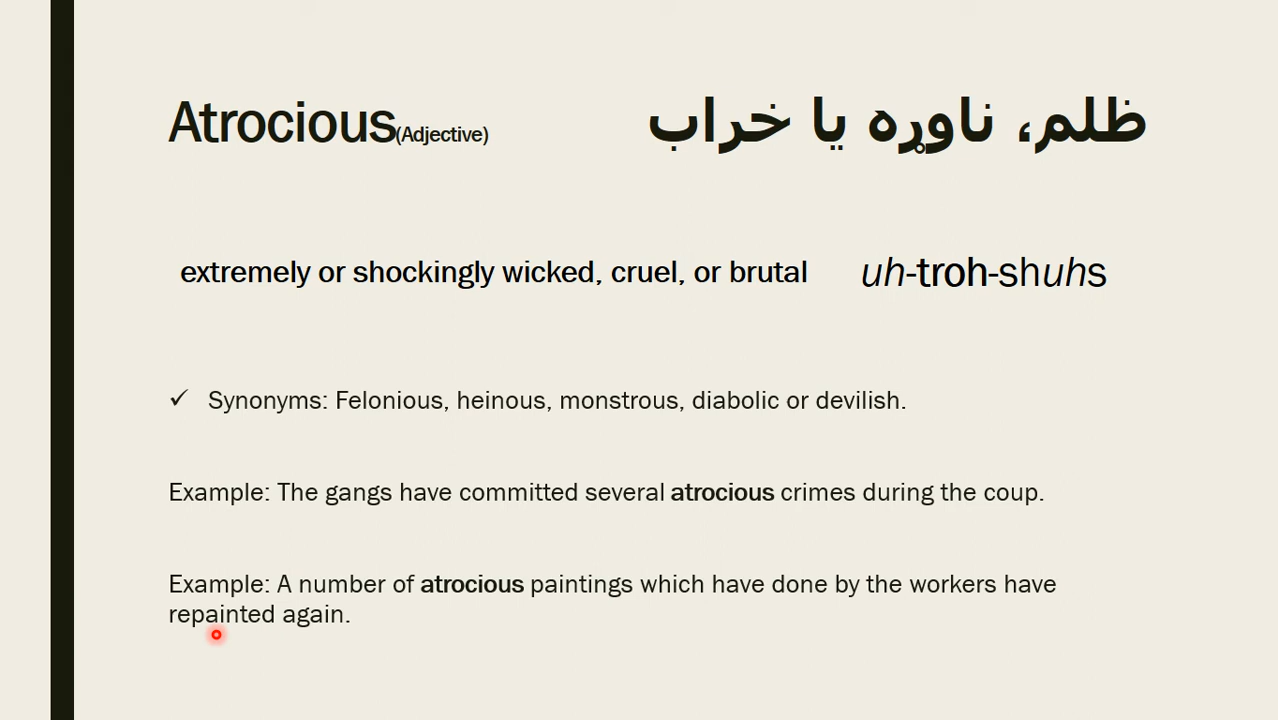 Atrocious(Adjective) ظلم، ناوړه یا خراب
extremely or shockingly wicked, cruel, or brutal uh-troh-shuhs
✓ Synonyms: Felonious, heinous, monstrous, diabolic or devilish.
Example: The gangs have committed several atrocious crimes during the coup.
Example: A number of atrocious paintings which have done by the workers have
repainted again.